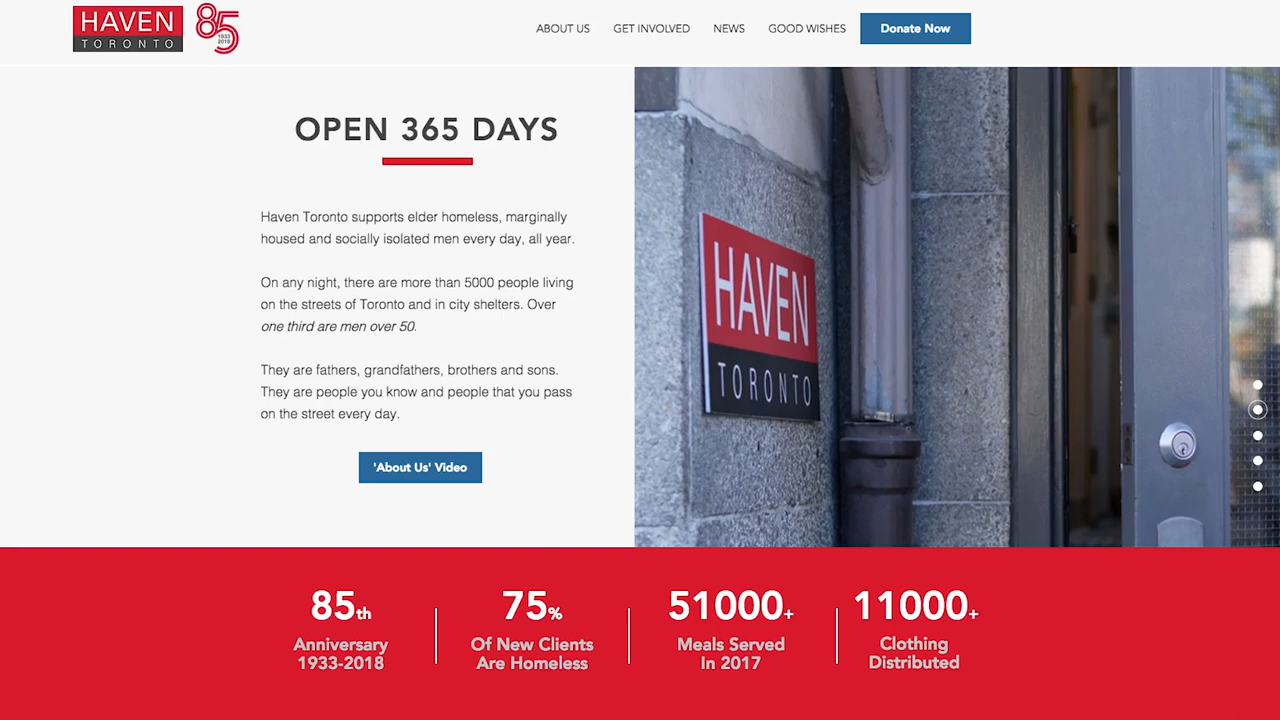 HAVEN
TORONTO
85
1933
2018
ABOUT US
GET INVOLVED
NEWS
GOOD WISHES
Donate Now
OPEN 365 DAYS
Haven Toronto supports elder homeless, marginally
housed and socially isolated men every day, all year.
On any night, there are more than 5000 people living
on the streets of Toronto and in city shelters. Over
one third are men over 50.
They are fathers, grandfathers, brothers and sons.
They are people you know and people that you pass
on the street every day.
'About Us' Video
HAVEN
TORONTO
85th
Anniversary
1933-2018
75%
Of New Clients
Are Homeless
51000+
Meals Served
In 2017
11000+
Clothing
Distributed